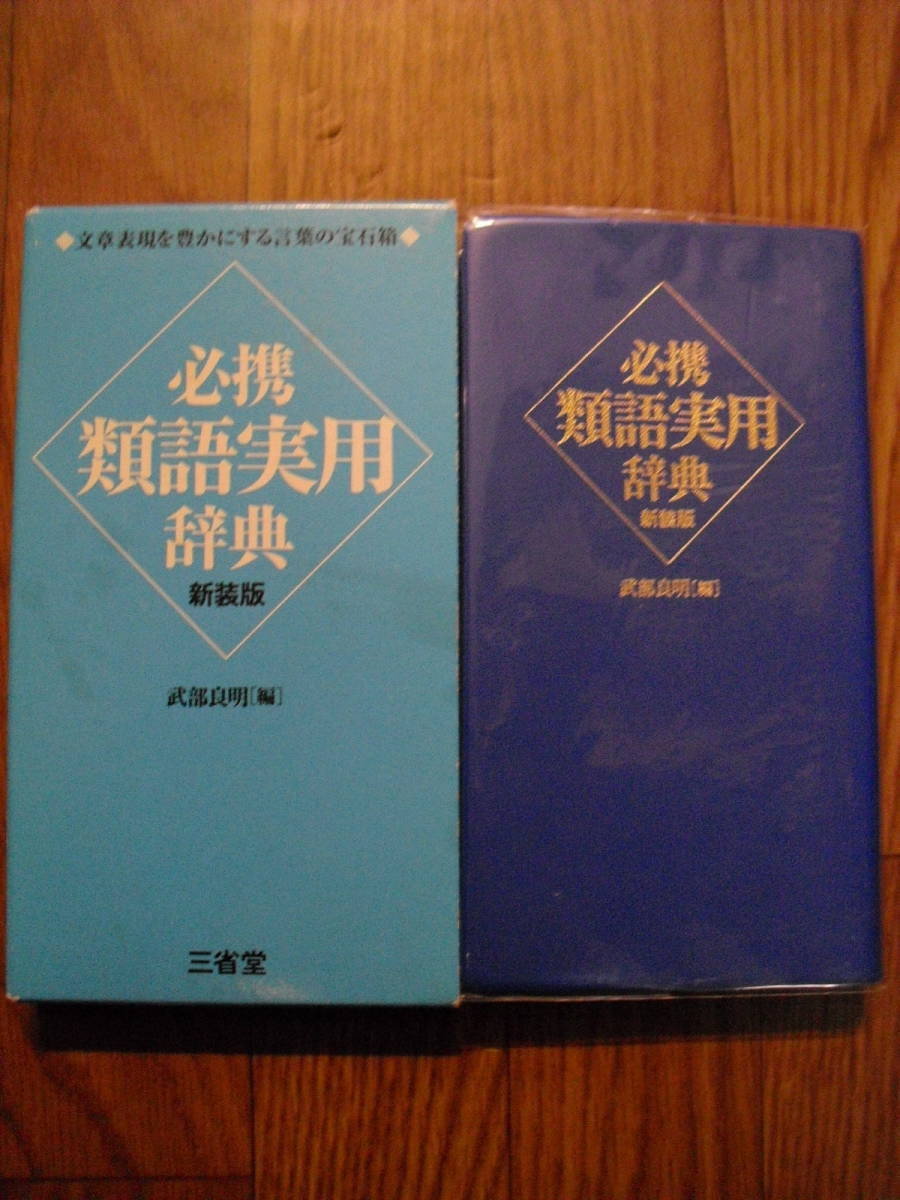 ◆文章表現を豊かにする言葉の宝石箱◆
必携
類語実用
辞典
新装版
武部良明[編]
三省堂
必携
類語実用
辞典
新装版
武部良明[編]